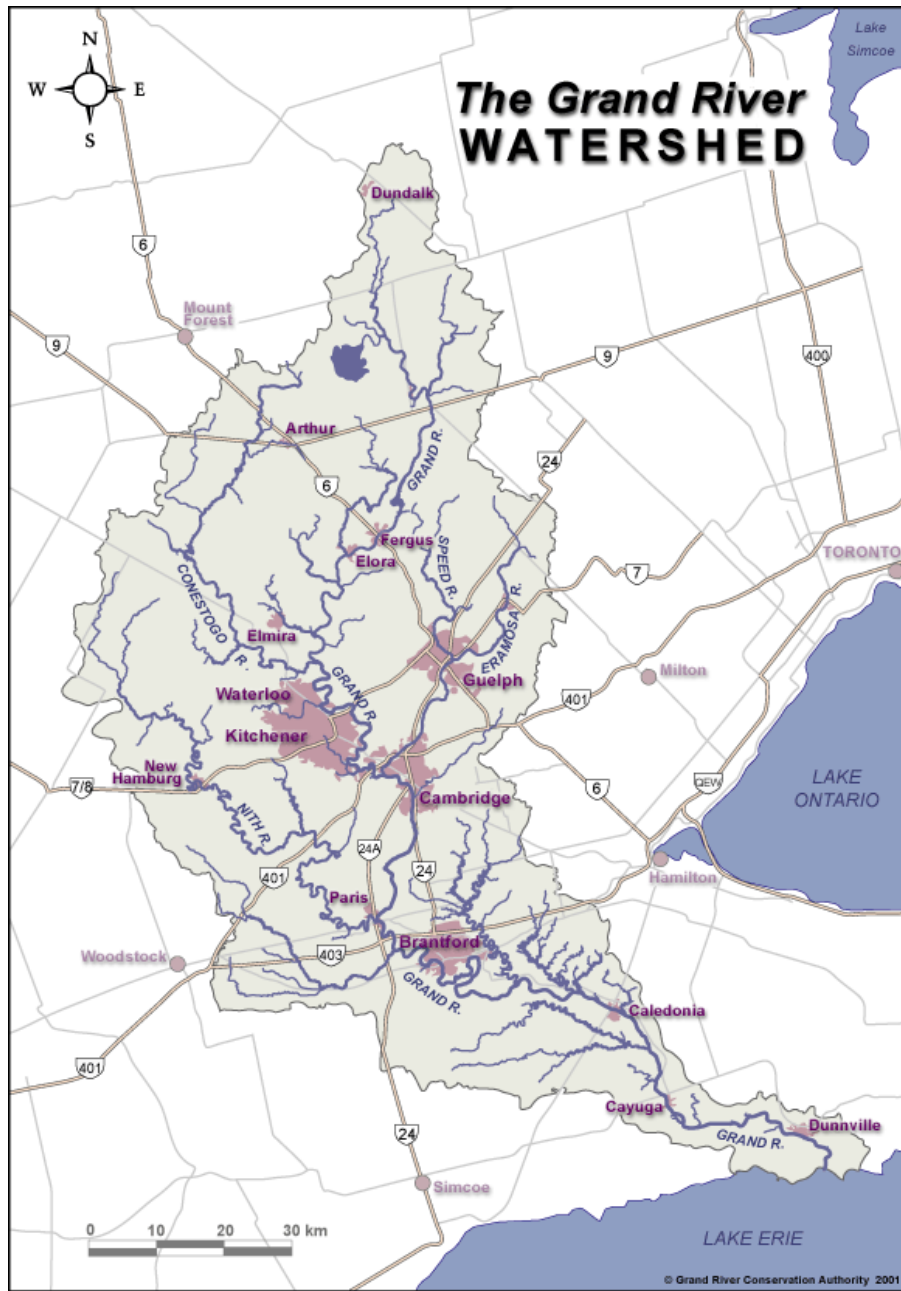 N
W E
S
The Grand River
WATERSHED
Lake
Simcoe
Dundalk
6
Mount
Forest
9
9
400
Arthur
GRAND R.
24
6
Fergus
SPEED R.
Elora
7
TORONTO
CONESTOGO R.
ERAMOSA R.
Elmira
GRAND R.
Guelph
Milton
Waterloo
401
Kitchener
New
Hamburg
7/8
6
QEW
LAKE
ONTARIO
Cambridge
NITH R.
24A
24
401
Hamilton
Paris
Brantford
403
Woodstock
GRAND R.
Caledonia
401
Cayuga
Dunnville
24
GRAND R.
Simcoe
0 10 20 30 km
LAKE ERIE
© Grand River Conservation Authority 2001